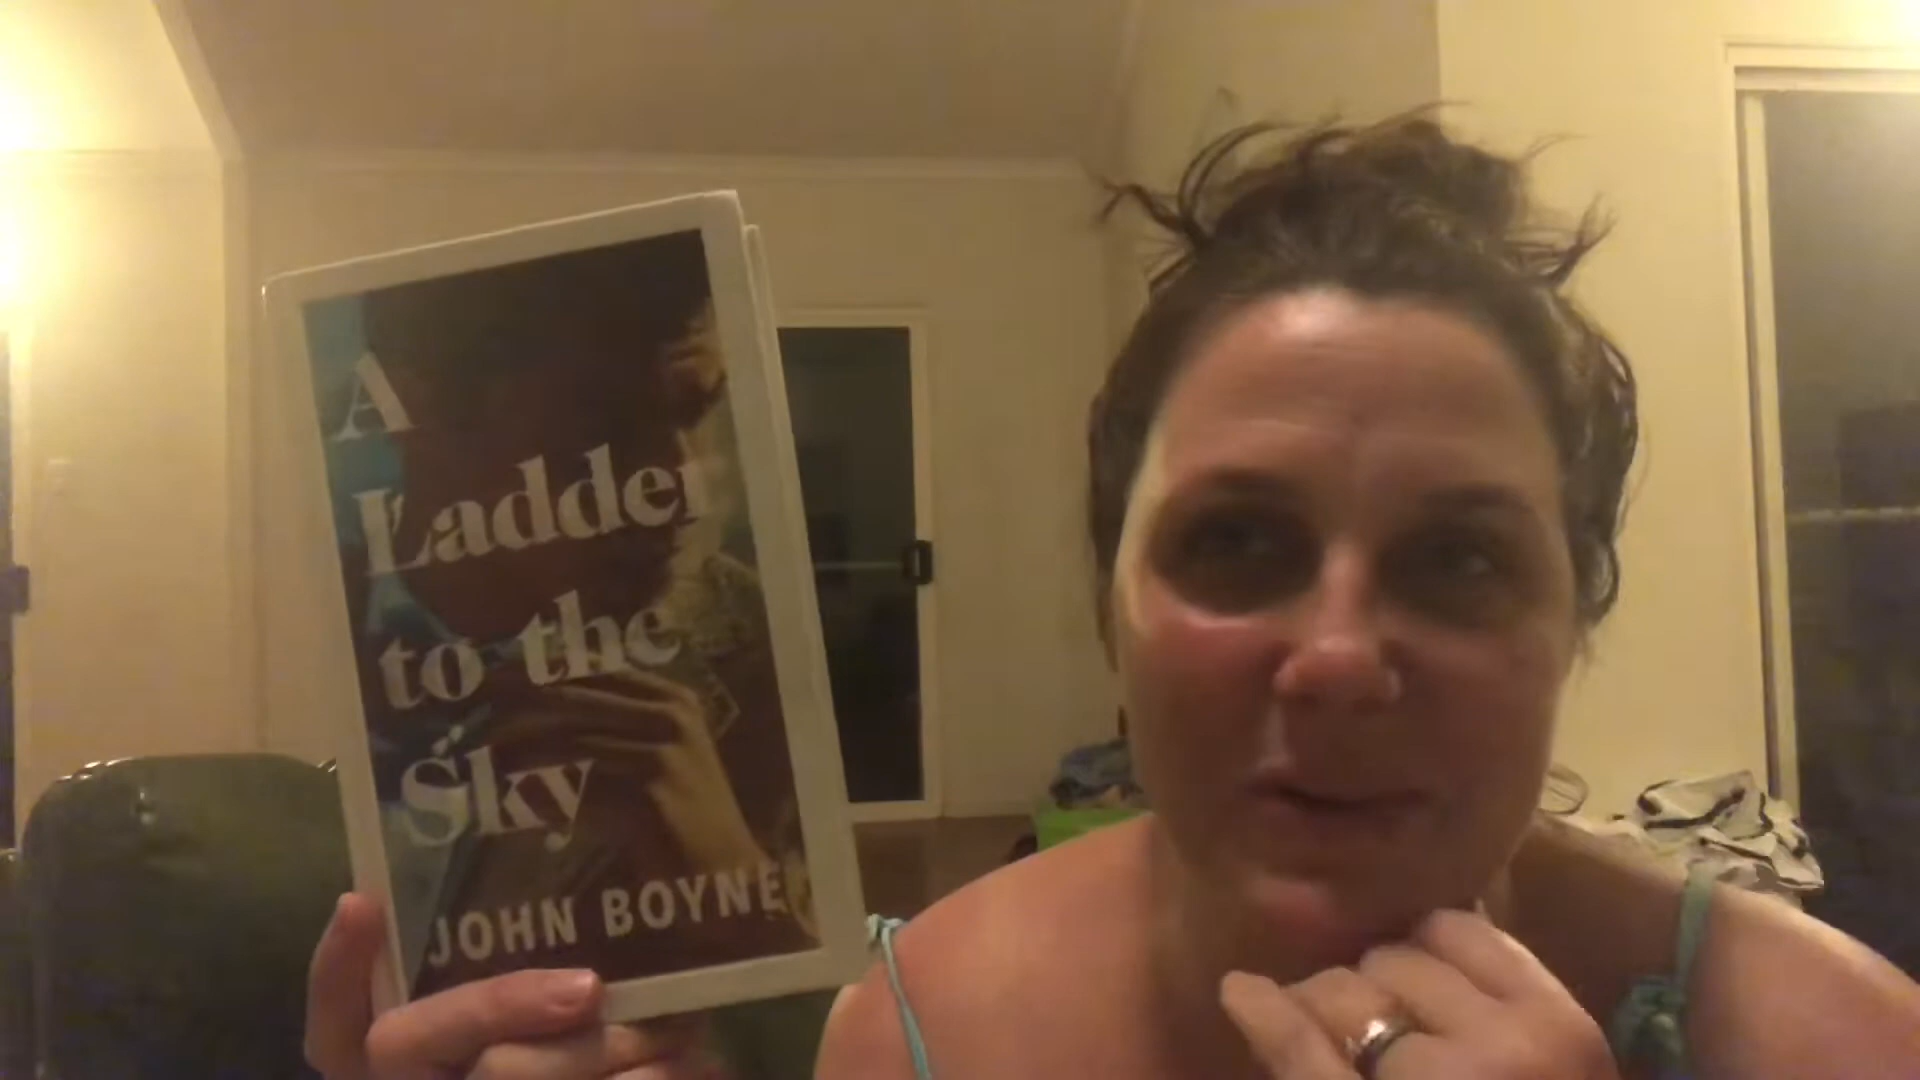 A
Ladder
to the
Sky
JOHN BOYNE